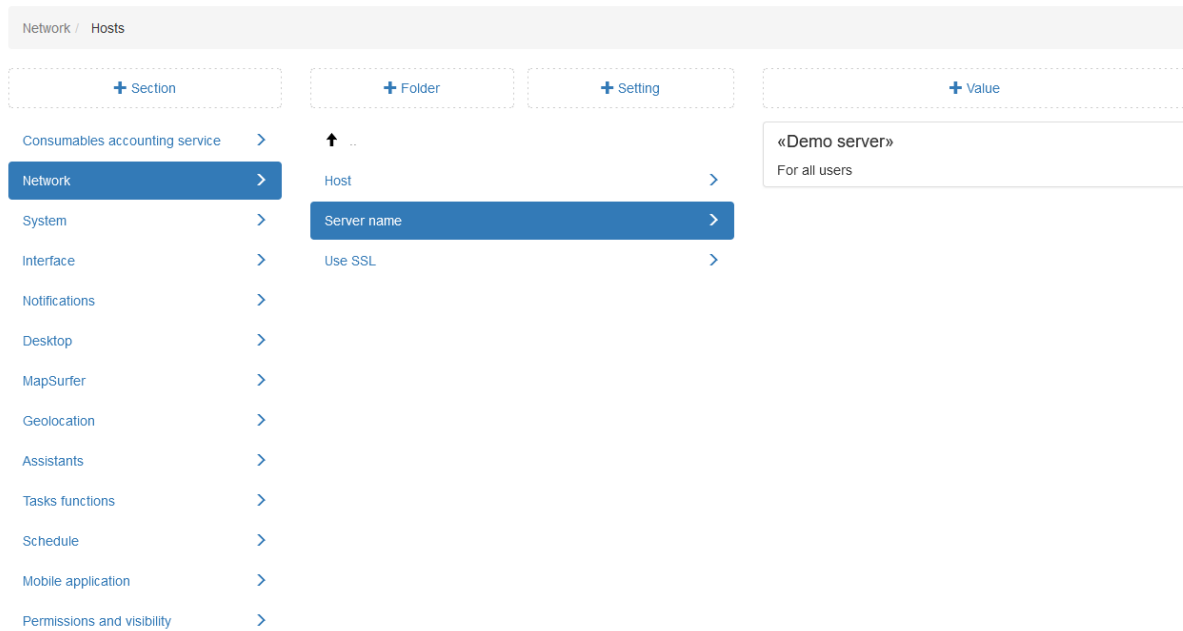 Network / Hosts
+ Section
+ Folder
+ Setting
+ Value
Consumables accounting service
Network
System
Interface
Notifications
Desktop
MapSurfer
Geolocation
Assistants
Tasks functions
Schedule
Mobile application
Permissions and visibility
..
Host
Server name
Use SSL
«Demo server»
For all users